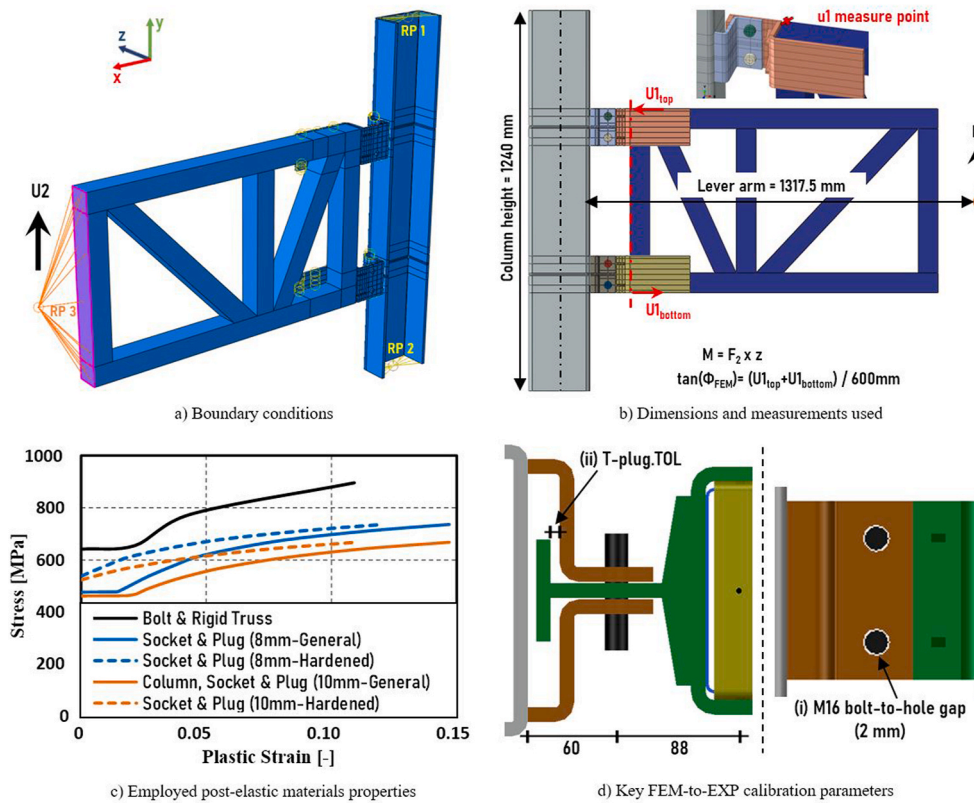 y
z
x
RP 1
U2
RP 3
RP 2
a) Boundary conditions
u1 measure point
U1top
Column height = 1240 mm
Lever arm = 1317.5 mm
U1bottom
M = F₂ x z
tan(ΦFEM)= (U1top+U1bottom) / 600mm
b) Dimensions and measurements used
1000
800
600
400
200
0
Stress [MPa]
Bolt & Rigid Truss
Socket & Plug (8mm-General)
Socket & Plug (8mm-Hardened)
Column, Socket & Plug (10mm-General)
Socket & Plug (10mm-Hardened)
0
0.05
0.10
0.15
Plastic Strain [-]
c) Employed post-elastic materials properties
(ii) T-plug.TOL
60
88
(i) M16 bolt-to-hole gap
(2 mm)
d) Key FEM-to-EXP calibration parameters